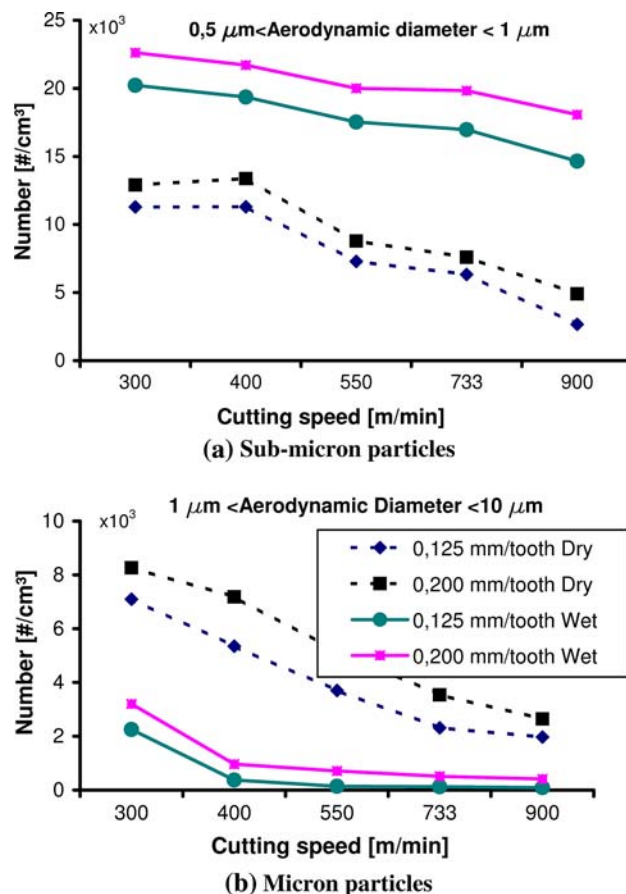 ×10³
0,5 μm<Aerodynamic diameter < 1 μm
25
20
15
10
5
0
Number [#/cm³]
300 400 550 733 900
Cutting speed [m/min]
(a) Sub-micron particles
×10³
1 μm <Aerodynamic Diameter <10 μm
10
8
6
4
2
0
Number [#/cm³]
0,125 mm/tooth Dry
0,200 mm/tooth Dry
0,125 mm/tooth Wet
0,200 mm/tooth Wet
300 400 550 733 900
Cutting speed [m/min]
(b) Micron particles